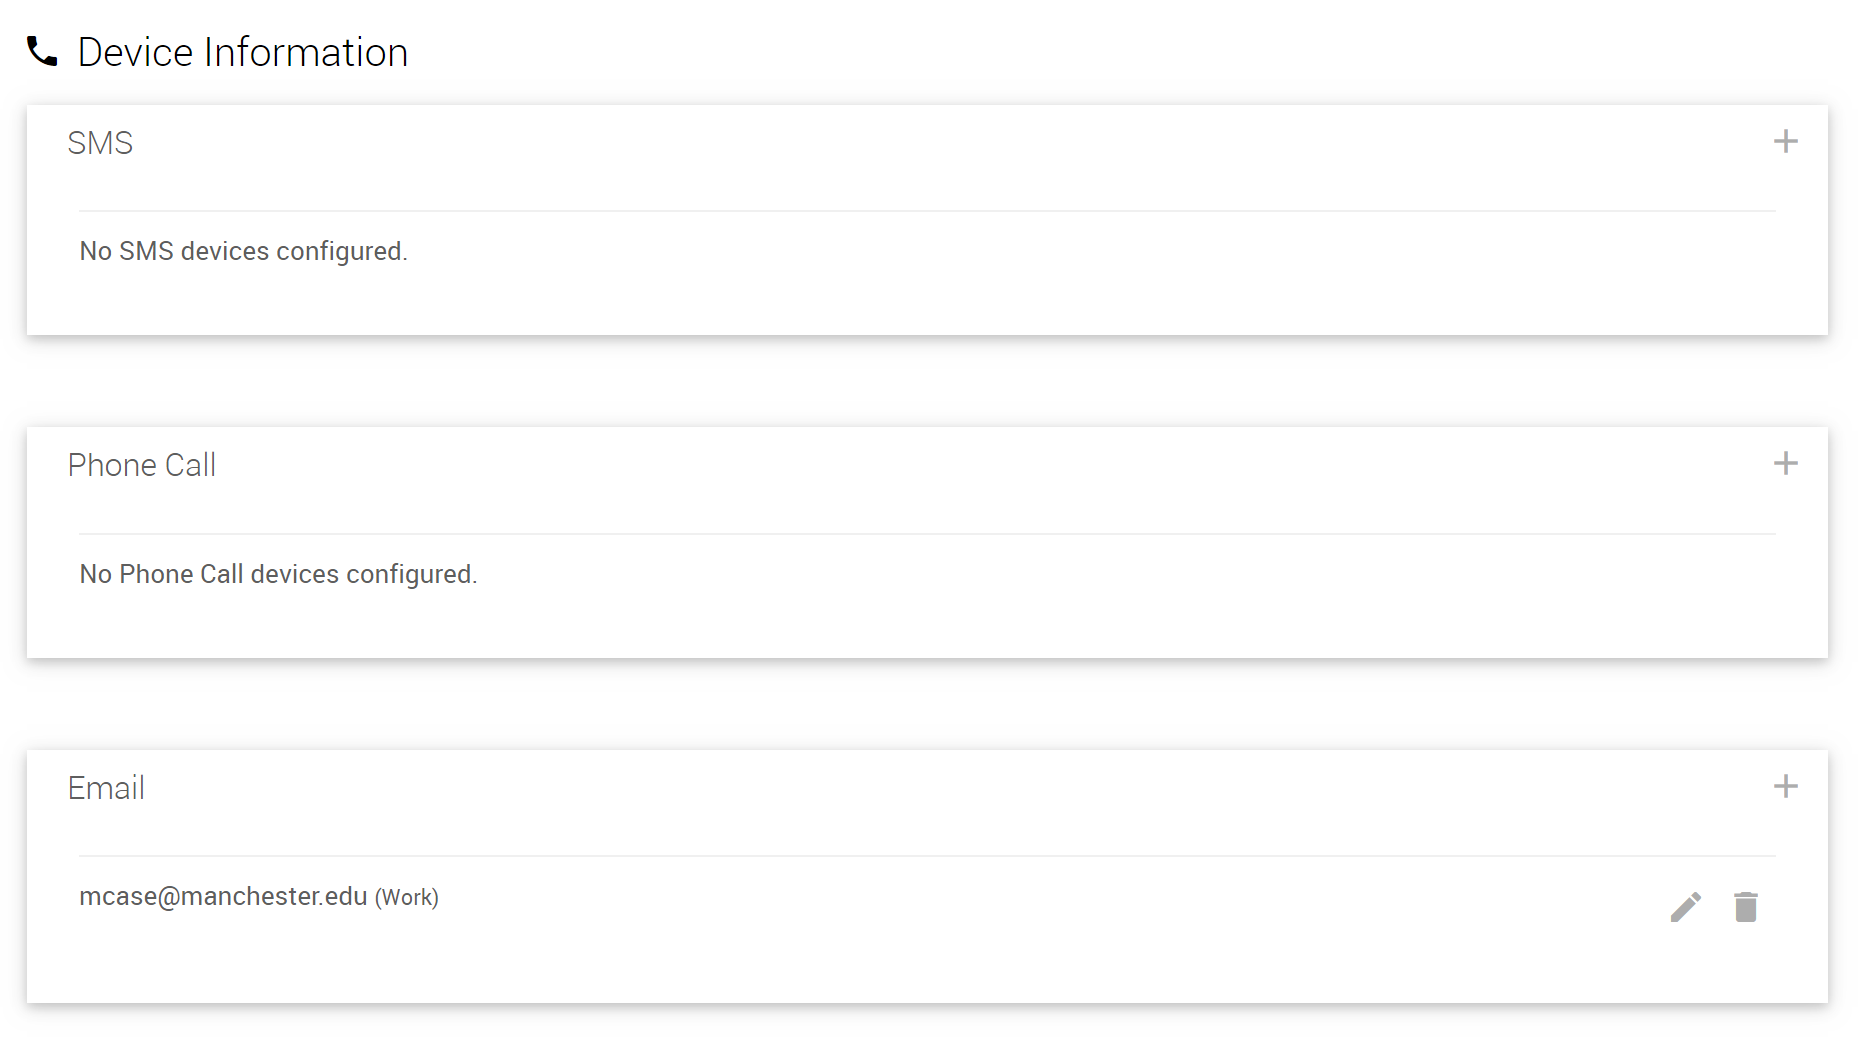 Device Information
SMS
No SMS devices configured.
Phone Call
No Phone Call devices configured.
Email
mcase@manchester.edu (Work)